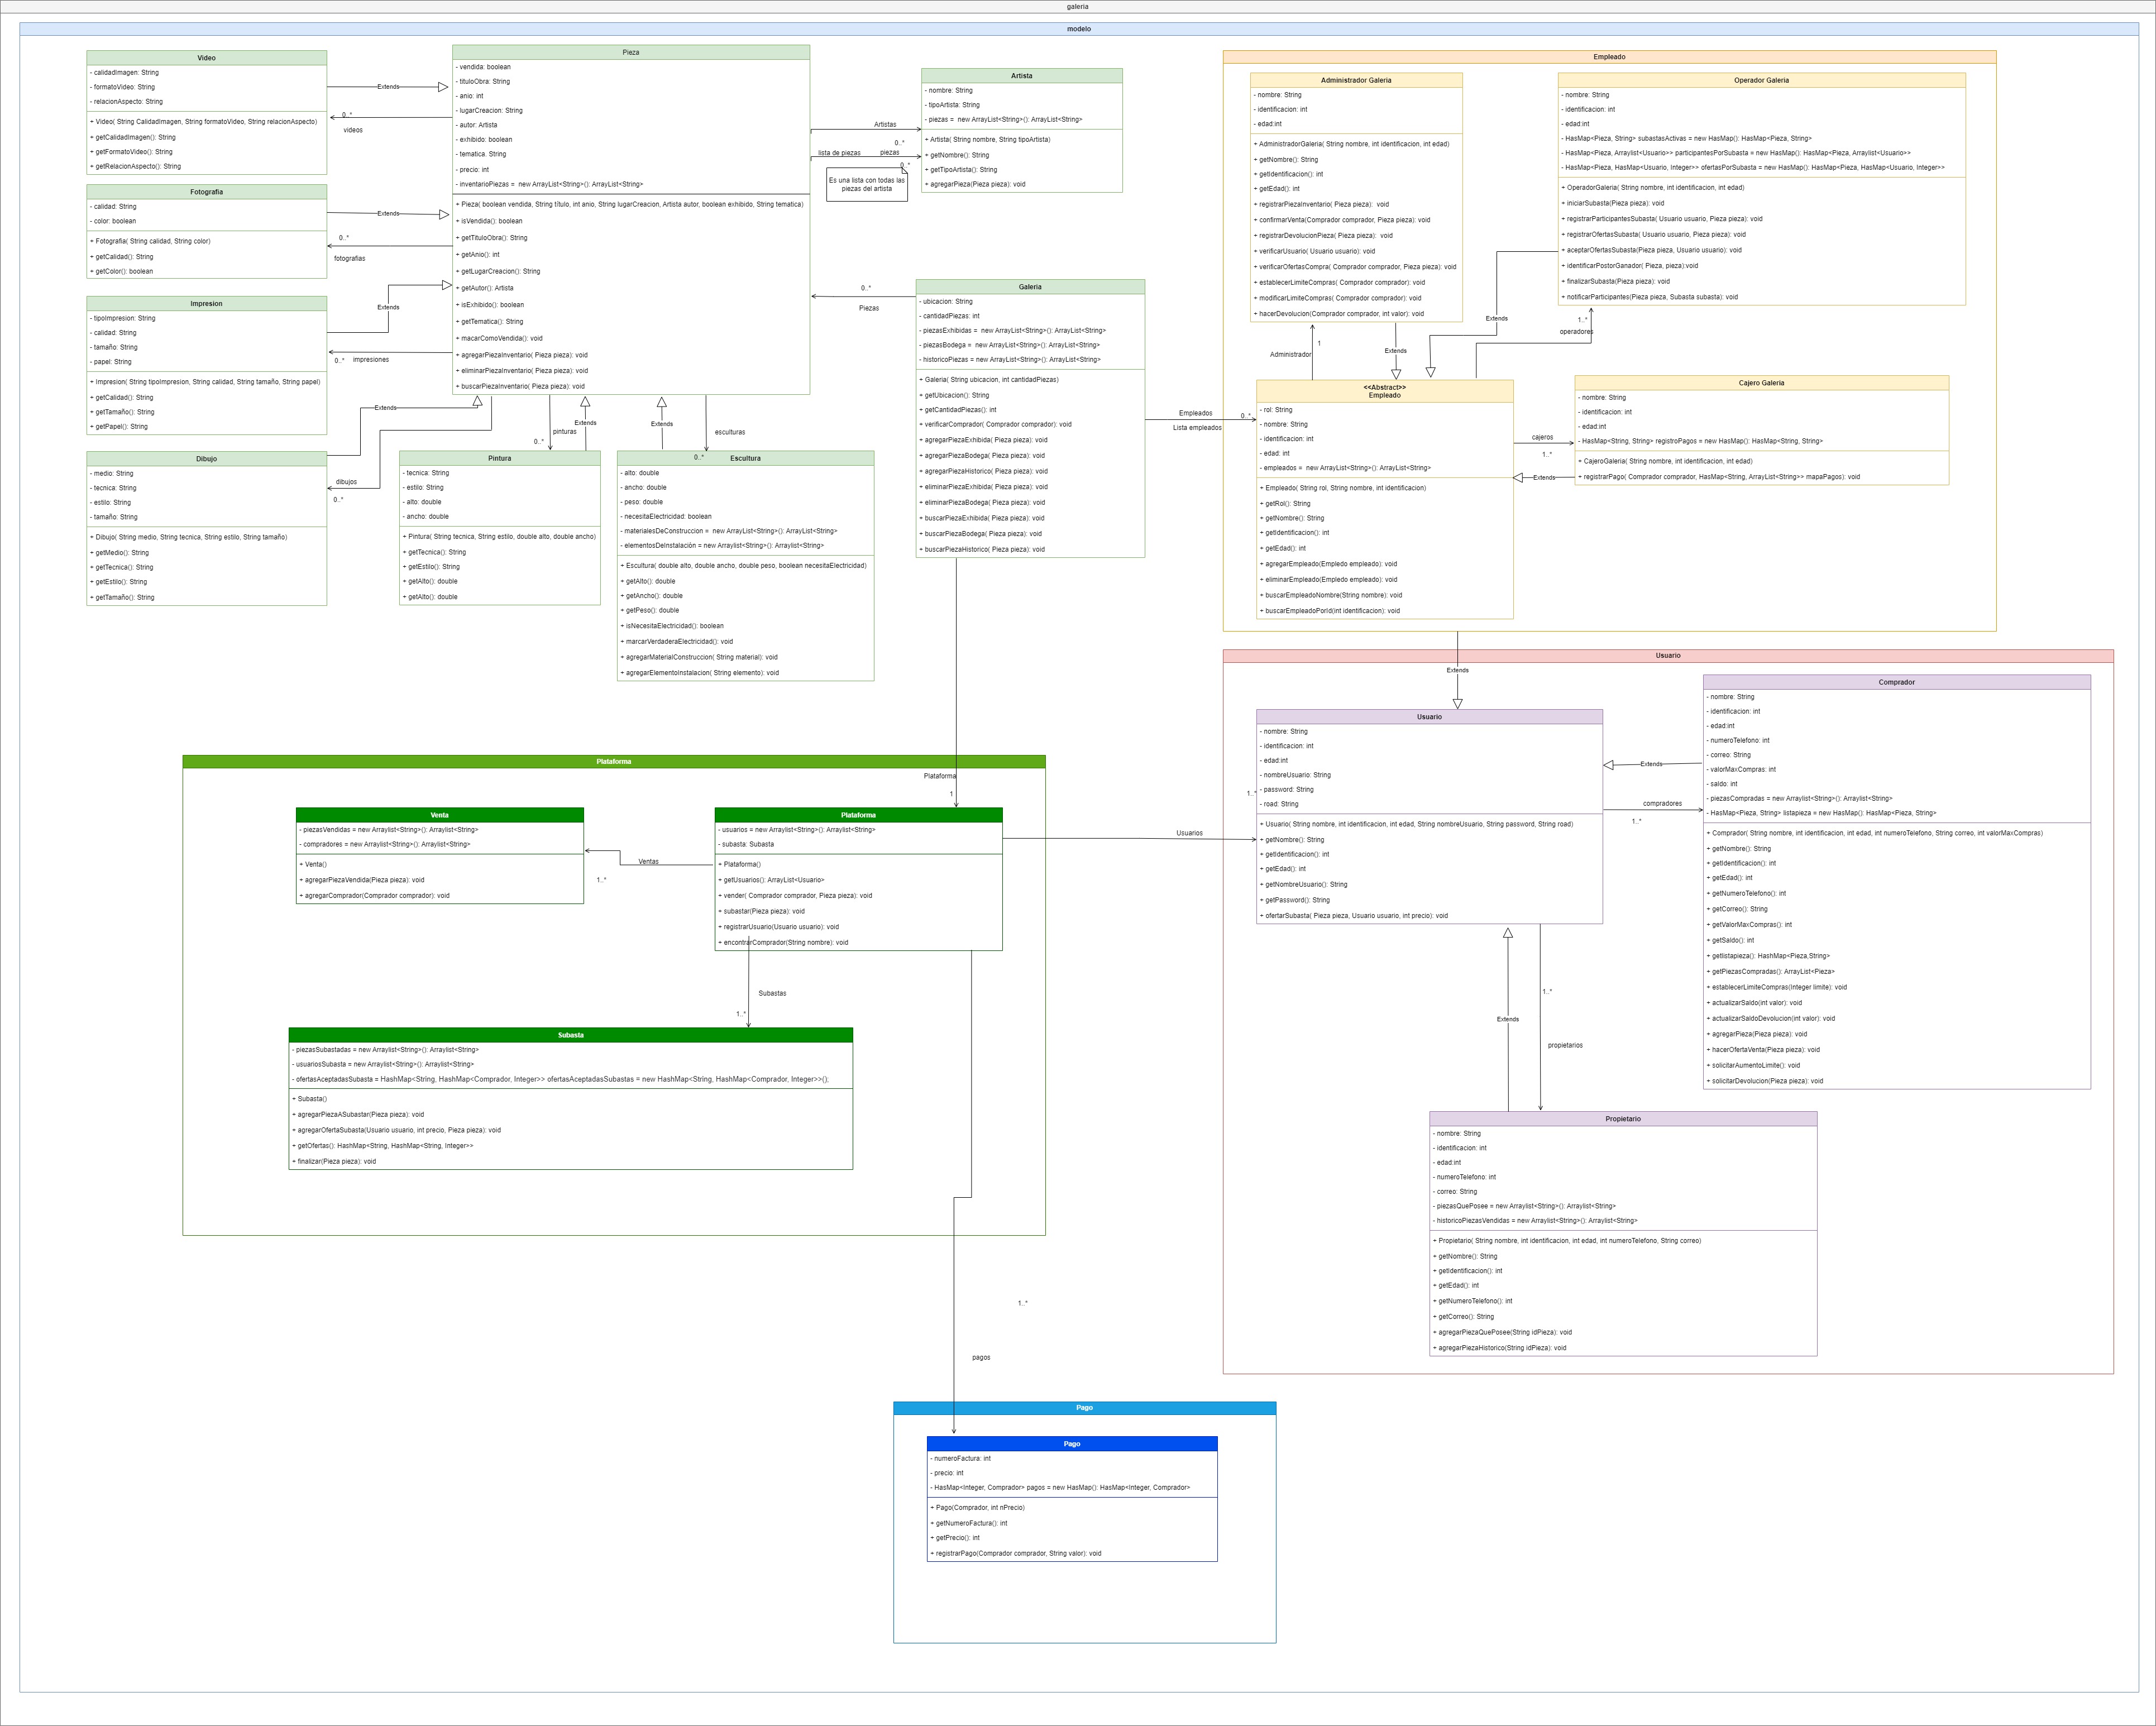 galeria
modelo
Video
- calidadImagen: String
- formatoVideo: String
- relacionAspecto: String
+ Video( String CalidadImagen, String formatoVideo, String relacionAspecto)
+ getCalidadImagen(): String
+ getFormatoVideo(): String
+ getRelacionAspecto(): String
Extends
0..*
videos
Fotografia
- calidad: String
- color: boolean
+ Fotografia( String calidad, String color)
+ getCalidad(): String
+ getColor(): boolean
Extends
0..*
fotografias
Impresion
- tipoImpresion: String
- calidad: String
- tamaño: String
- papel: String
+ Impresion( String tipoImpresion, String calidad, String tamaño, String papel)
+ getCalidad(): String
+ getTamaño(): String
+ getPapel(): String
Extends
0..*
impresiones
Dibujo
- medio: String
- tecnica: String
- estilo: String
- tamaño: String
+ Dibujo( String medio, String tecnica, String estilo, String tamaño)
+ getMedio(): String
+ getTecnica(): String
+ getEstilo(): String
+ getTamaño(): String
Extends
dibujos
0..*
Pieza
- vendida: boolean
- tituloObra: String
- anio: int
- lugarCreacion: String
- autor: Artista
- exhibido: boolean
- tematica: String
- precio: int
- inventarioPiezas = new ArrayList<String>(): ArrayList<String>
+ Pieza( boolean vendida, String título, int anio, String lugarCreacion, Artista autor, boolean exhibido, String tematica)
+ isVendida(): boolean
+ getTituloObra(): String
+ getAnio(): int
+ getLugarCreacion(): String
+ getAutor(): Artista
+ isExhibido(): boolean
+ getTematica(): String
+ macarComoVendida(): void
+ agregarPiezaInventario( Pieza pieza): void
+ eliminarPiezaInventario( Pieza pieza): void
+ buscarPiezaInventario( Pieza pieza): void
pinturas
0..*
Extends
Extends
esculturas
0..*
Pintura
- tecnica: String
- estilo: String
- alto: double
- ancho: double
+ Pintura( String tecnica, String estilo, double alto, double ancho)
+ getTecnica(): String
+ getEstilo(): String
+ getAlto(): double
+ getAlto(): double
Escultura
- alto: double
- ancho: double
- peso: double
- necesitaElectricidad: boolean
- materialesDeConstruccion = new ArrayList<String>(): ArrayList<String>
- elementosDeInstalaciòn = new Arraylist<String>(): Arraylist<String>
+ Escultura( double alto, double ancho, double peso, boolean necesitaElectricidad)
+ getAlto(): double
+ getAncho(): double
+ getPeso(): double
+ isNecesitaElectricidad(): boolean
+ marcarVerdaderaElectricidad(): void
+ agregarMaterialConstruccion( String material): void
+ agregarElementoInstalacion( String elemento): void
Artistas
0..*
lista de piezas
piezas
0..*
Es una lista con todas las
piezas del artista
Artista
- nombre: String
- tipoArtista: String
- piezas = new ArrayList<String>(): ArrayList<String>
+ Artista( String nombre, String tipoArtista)
+ getNombre(): String
+ getTipoArtista(): String
+ agregarPieza(Pieza pieza): void
0..*
Piezas
Galeria
- ubicacion: String
- cantidadPiezas: int
- piezasExhibidas = new ArrayList<String>(): ArrayList<String>
- piezasBodega = new ArrayList<String>(): ArrayList<String>
- historicoPiezas = new ArrayList<String>(): ArrayList<String>
+ Galeria( String ubicacion, int cantidadPiezas)
+ getUbicacion(): String
+ getCantidadPiezas(): int
+ verificarComprador( Comprador comprador): void
+ agregarPiezaExhibida( Pieza pieza): void
+ agregarPiezaBodega( Pieza pieza): void
+ agregarPiezaHistorico( Pieza pieza): void
+ eliminarPiezaExhibida( Pieza pieza): void
+ eliminarPiezaBodega( Pieza pieza): void
+ buscarPiezaExhibida( Pieza pieza): void
+ buscarPiezaBodega( Pieza pieza): void
+ buscarPiezaHistorico( Pieza pieza): void
Empleados
0..*
Lista empleados
Empleado
Administrador Galeria
- nombre: String
- identificacion: int
- edad:int
+ AdministradorGaleria( String nombre, int identificacion, int edad)
+ getNombre(): String
+ getIdentificacion(): int
+ getEdad(): int
+ registrarPiezaInventario( Pieza pieza): void
+ confirmarVenta(Comprador comprador, Pieza pieza): void
+ registrarDevolucionPieza( Pieza pieza): void
+ verificarUsuario( Usuario usuario): void
+ verificarOfertasCompra( Comprador comprador, Pieza pieza): void
+ establecerLimiteCompras( Comprador comprador): void
+ modificarLimiteCompras( Comprador comprador): void
+ hacerDevolucion(Comprador comprador, int valor): void
Operador Galeria
- nombre: String
- identificacion: int
- edad:int
- HasMap<Pieza, String> subastasActivas = new HasMap(): HasMap<Pieza, String>
- HasMap<Pieza, Arraylist<Usuario>> participantesPorSubasta = new HasMap(): HasMap<Pieza, Arraylist<Usuario>>
- HasMap<Pieza, HasMap<Usuario, Integer>> ofertasPorSubasta = new HasMap(): HasMap<Pieza, HasMap<Usuario, Integer>>
+ OperadorGaleria( String nombre, int identificacion, int edad)
+ iniciarSubasta(Pieza pieza): void
+ registrarParticipantesSubasta( Usuario usuario, Pieza pieza): void
+ registrarOfertasSubasta( Usuario usuario, Pieza pieza): void
+ aceptarOfertasSubasta(Pieza pieza, Usuario usuario): void
+ identificarPostorGanador( Pieza, pieza):void
+ finalizarSubasta(Pieza pieza): void
+ notificarParticipantes(Pieza pieza, Subasta subasta): void
Administrador
1
Extends
Extends
1..*
operadores
<<Abstract>>
Empleado
- rol: String
- nombre: String
- identificacion: int
- edad: int
- empleados = new ArrayList<String>(): ArrayList<String>
+ Empleado( String rol, String nombre, int identificacion)
+ getRol(): String
+ getNombre(): String
+ getIdentificacion(): int
+ getEdad(): int
+ agregarEmpleado(Empledo empleado): void
+ eliminarEmpleado(Empledo empleado): void
+ buscarEmpleadoNombre(String nombre): void
+ buscarEmpleadoPorId(int identificacion): void
cajeros
1..*
Extends
Cajero Galeria
- nombre: String
- identificacion: int
- edad: int
- HasMap<String, String> registroPagos = new HasMap(): HasMap<String, String>
+ CajeroGaleria( String nombre, int identificacion, int edad)
+ registrarPago( Comprador comprador, HasMap<String, ArrayList<String>> mapaPagos): void
Extends
Usuario
Usuario
- nombre: String
- identificacion: int
- edad:int
- nombreUsuario: String
- password: String
- road: String
+ Usuario( String nombre, int identificacion, int edad, String nombreUsuario, String password, String road)
+ getNombre(): String
+ getIdentificacion(): int
+ getEdad(): int
+ getNombreUsuario(): String
+ getPassword(): String
+ ofertarSubasta( Pieza pieza, Usuario usuario, int precio): void
Extends
compradores
1..*
Comprador
- nombre: String
- identificacion: int
- edad:int
- numeroTelefono: int
- correo: String
- valorMaxCompras: int
- saldo: int
- piezasCompradas = new Arraylist<String>(): Arraylist<String>
- HasMap<Pieza, String> listapieza = new HasMap(): HasMap<Pieza, String>
+ Comprador( String nombre, int identificacion, int edad, int numeroTelefono, String correo, int valorMaxCompras)
+ getNombre(): String
+ getIdentificacion(): int
+ getEdad(): int
+ getNumeroTelefono(): int
+ getCorreo(): String
+ getValorMaxCompras(): int
+ getSaldo(): int
+ getlistapieza(): HashMap<Pieza,String>
+ getPiezasCompradas(): ArrayList<Pieza>
+ establecerLimiteCompras(Integer limite): void
+ actualizarSaldo(int valor): void
+ actualizarSaldoDevolucion(int valor): void
+ agregarPieza(Pieza pieza): void
+ hacerOfertaVenta(Pieza pieza): void
+ solicitarAumentoLimite(): void
+ solicitarDevolucion(Pieza pieza): void
Extends
1..*
propietarios
Propietario
- nombre: String
- identificacion: int
- edad:int
- numeroTelefono: int
- correo: String
- piezasQuePosee = new Arraylist<String>(): Arraylist<String>
- historicoPiezasVendidas = new Arraylist<String>(): Arraylist<String>
+ Propietario( String nombre, int identificacion, int edad, int numeroTelefono, String correo)
+ getNombre(): String
+ getIdentificacion(): int
+ getEdad(): int
+ getNumeroTelefono(): int
+ getCorreo(): String
+ agregarPiezaQuePosee(String idPieza): void
+ agregarPiezaHistorico(String idPieza): void
Plataforma
Plataforma
1
Venta
- piezasVendidas = new Arraylist<String>(): Arraylist<String>
- compradores = new Arraylist<String>(): Arraylist<String>
+ Venta()
+ agregarPiezaVendida(Pieza pieza): void
+ agregarComprador(Comprador comprador): void
Ventas
1..*
Plataforma
- usuarios = new Arraylist<String>(): Arraylist<String>
- subasta: Subasta
+ Plataforma()
+ getUsuarios(): ArrayList<Usuario>
+ vender( Comprador comprador, Pieza pieza): void
+ subastar(Pieza pieza): void
+ registrarUsuario(Usuario usuario): void
+ encontrarComprador(String nombre): void
Usuarios
1..*
Subastas
1..*
Subasta
- piezasSubastadas = new Arraylist<String>(): Arraylist<String>
- usuariosSubasta = new Arraylist<String>(): Arraylist<String>
- ofertasAceptadasSubasta = HashMap<String, HashMap<Comprador, Integer>> ofertasAceptadasSubastas = new HashMap<String, HashMap<Comprador, Integer>>();
+ Subasta()
+ agregarPiezaASubastar(Pieza pieza): void
+ agregarOfertaSubasta(Usuario usuario, int precio, Pieza pieza): void
+ getOfertas(): HashMap<String, HashMap<String, Integer>>
+ finalizar(Pieza pieza): void
1..*
pagos
Pago
Pago
- numeroFactura: int
- precio: int
- HasMap<Integer, Comprador> pagos = new HasMap(): HasMap<Integer, Comprador>
+ Pago(Comprador, int nPrecio)
+ getNumeroFactura(): int
+ getPrecio(): int
+ registrarPago(Comprador comprador, String valor): void